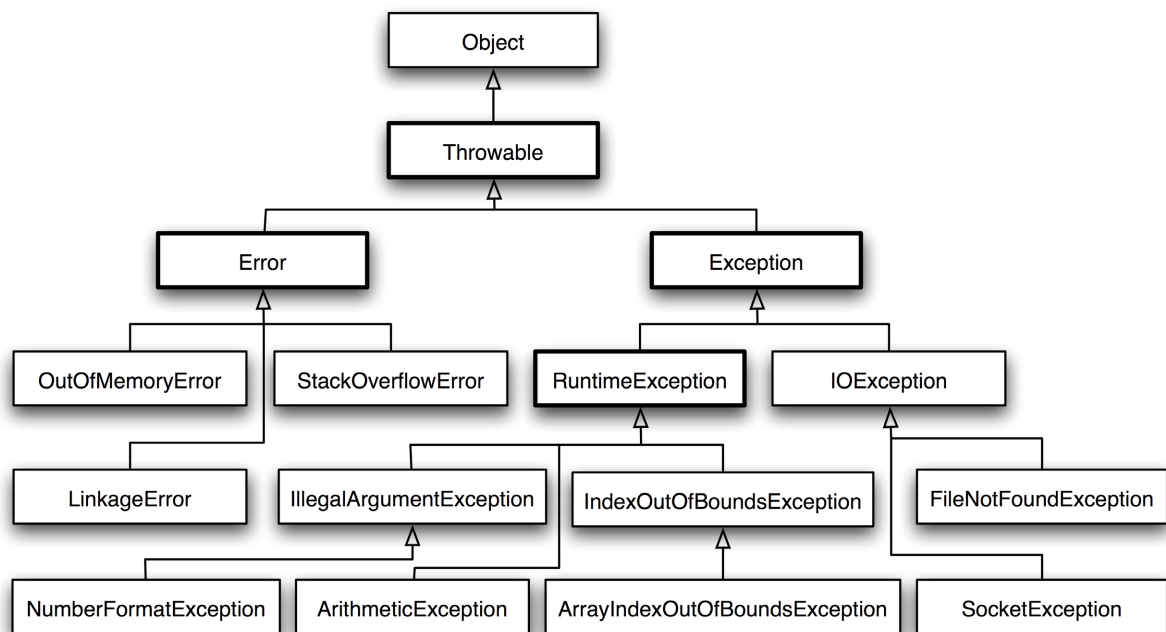 Object
Throwable
Error
Exception
OutOfMemoryError
StackOverflowError
RuntimeException
IOException
LinkageError
IllegalArgumentException
IndexOutOfBoundsException
FileNotFoundException
NumberFormatException
ArithmeticException
ArrayIndexOutOfBoundsException
SocketException